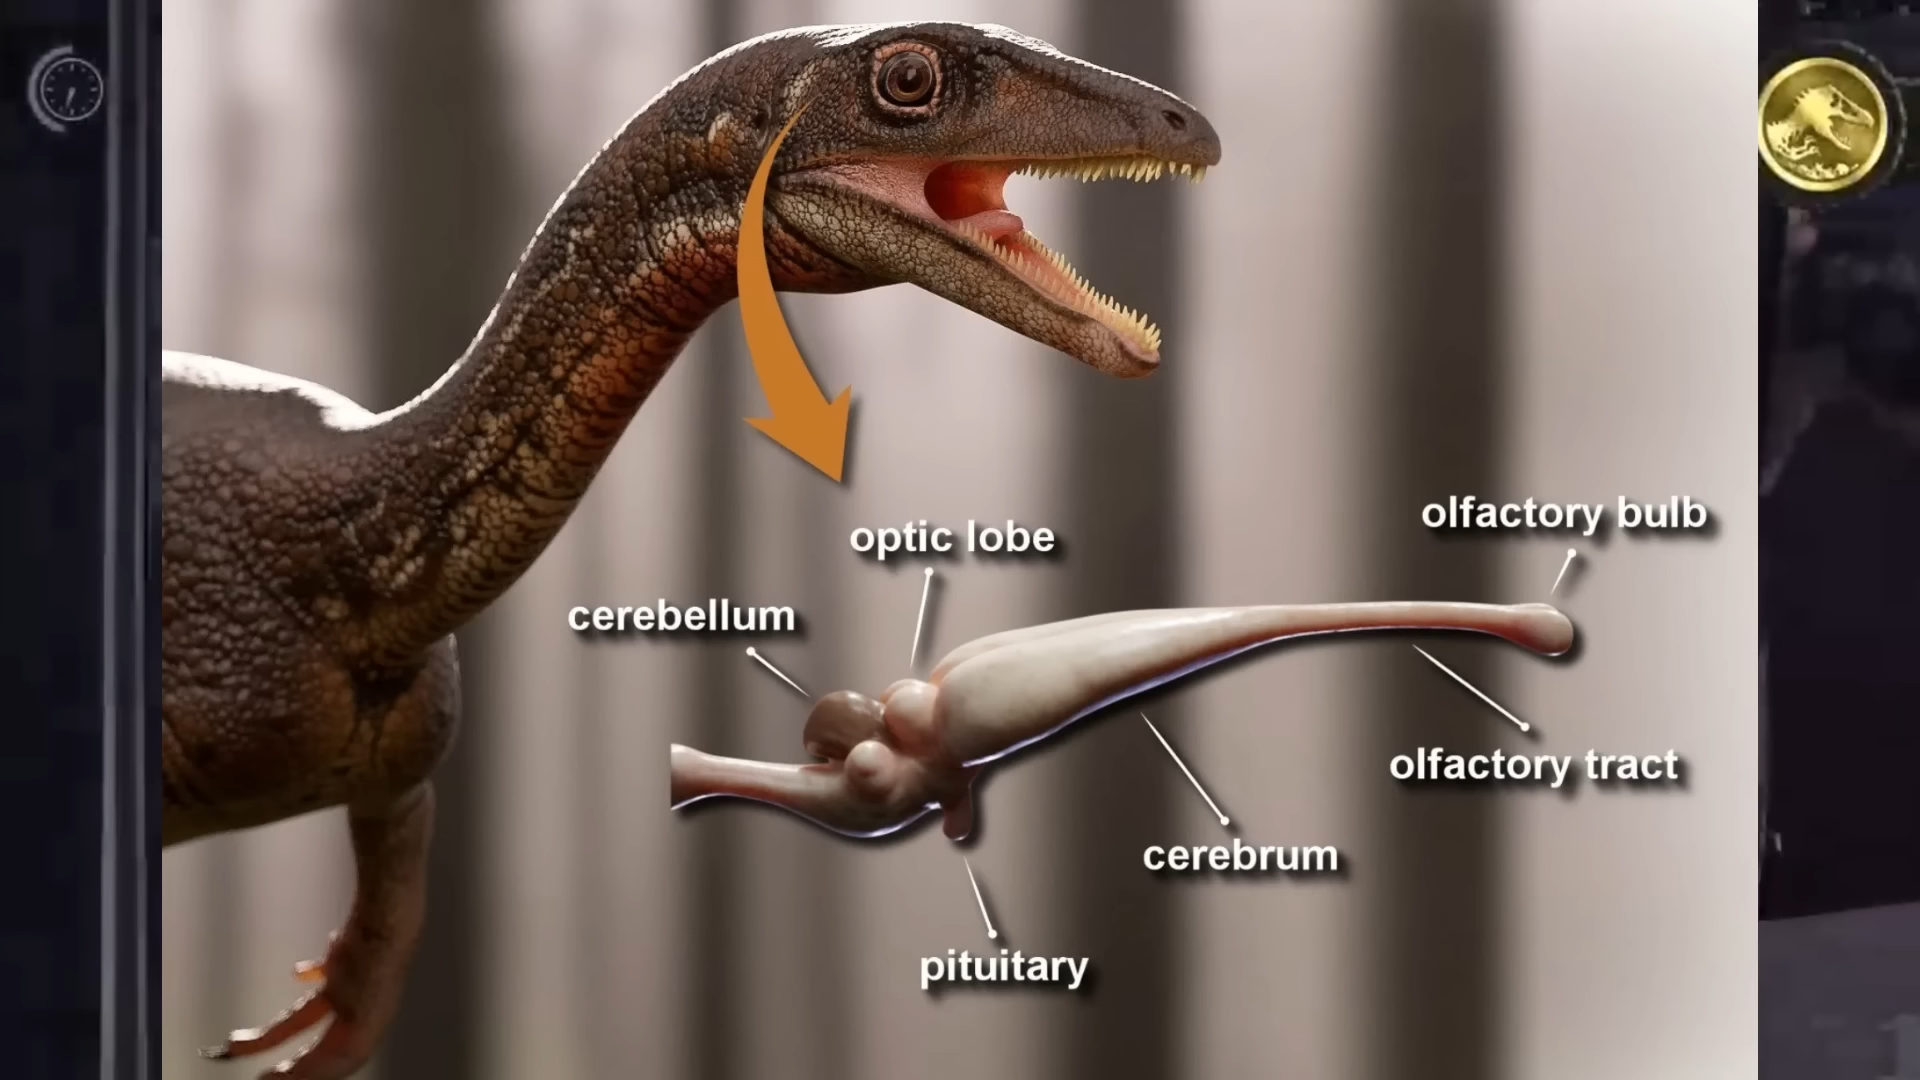 olfactory bulb
optic lobe
cerebellum
olfactory tract
cerebrum
pituitary